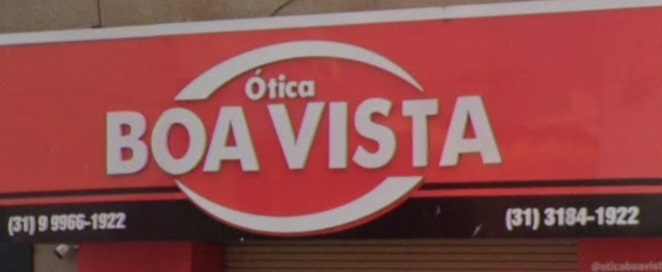 Ótica
BOA VISTA
(31) 9 9966-1922
(31) 3184-1922